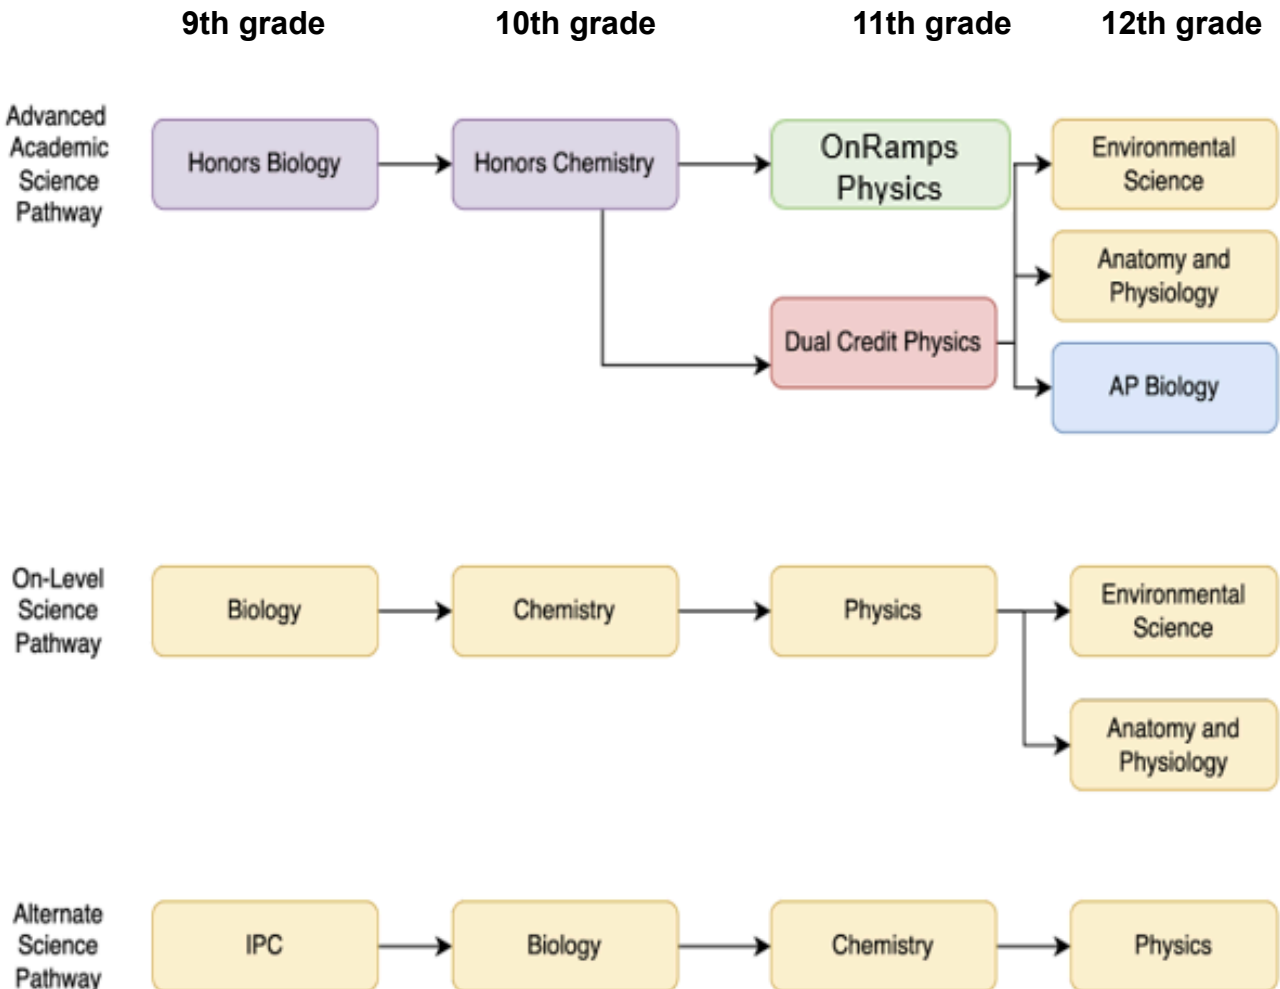 9th grade
10th grade
11th grade
12th grade
Advanced
Academic
Science
Pathway
Honors Biology
Honors Chemistry
OnRamps
Physics
Environmental
Science
Anatomy and
Physiology
Dual Credit Physics
AP Biology
On-Level
Science
Pathway
Biology
Chemistry
Physics
Environmental
Science
Anatomy and
Physiology
Alternate
Science
Pathway
IPC
Biology
Chemistry
Physics